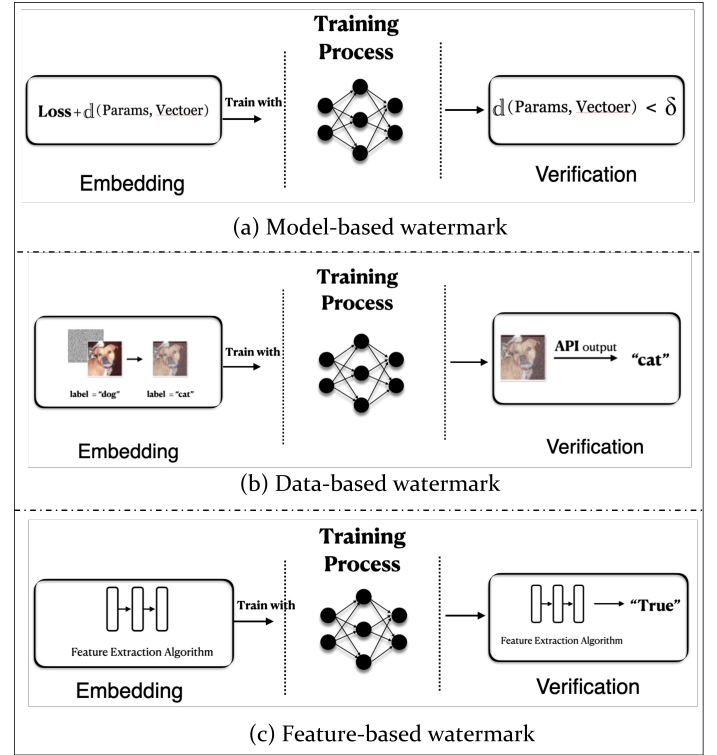 Training
Process
Loss + 𝕕 (Params, Vectoer)
Train with
𝕕 (Params, Vectoer) < δ
Embedding
Verification
(a) Model-based watermark
Training
Process
Train with
label = "dog"
label = "cat"
API output
“cat”
Embedding
Verification
(b) Data-based watermark
Training
Process
Train with
Feature Extraction Algorithm
“True”
Feature Extraction Algorithm
Embedding
Verification
(c) Feature-based watermark